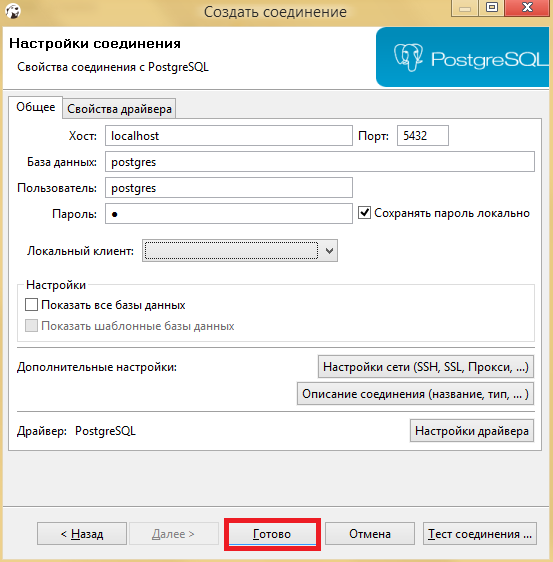 Создать соединение
Настройки соединения
Свойства соединения с PostgreSQL
PostgreSQL
Общее Свойства драйвера
Хост: localhost Порт: 5432
База данных: postgres
Пользователь: postgres
Пароль: ● Сохранять пароль локально
Локальный клиент:
Настройки
Показать все базы данных
Показать шаблонные базы данных
Дополнительные настройки: Настройки сети (SSH, SSL, Прокси, ...)
Описание соединения (название, тип, ... )
Драйвер: PostgreSQL Настройки драйвера
< Назад Далее > Готово Отмена Тест соединения ...